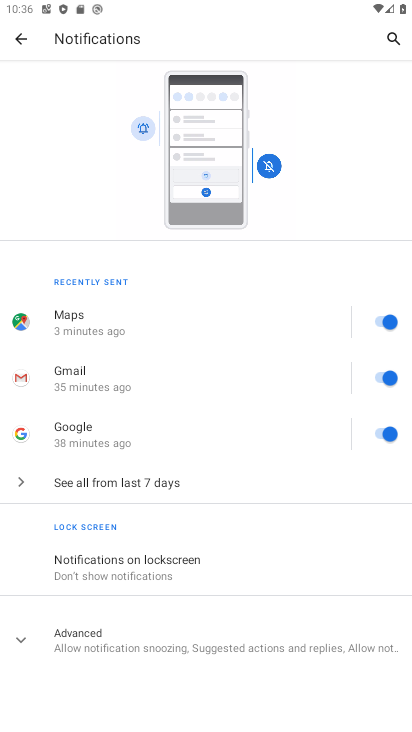 10:36
Notifications
RECENTLY SENT
Maps
3 minutes ago
Gmail
35 minutes ago
Google
38 minutes ago
See all from last 7 days
LOCK SCREEN
Notifications on lockscreen
Don't show notifications
Advanced
Allow notification snoozing, Suggested actions and replies, Allow not..